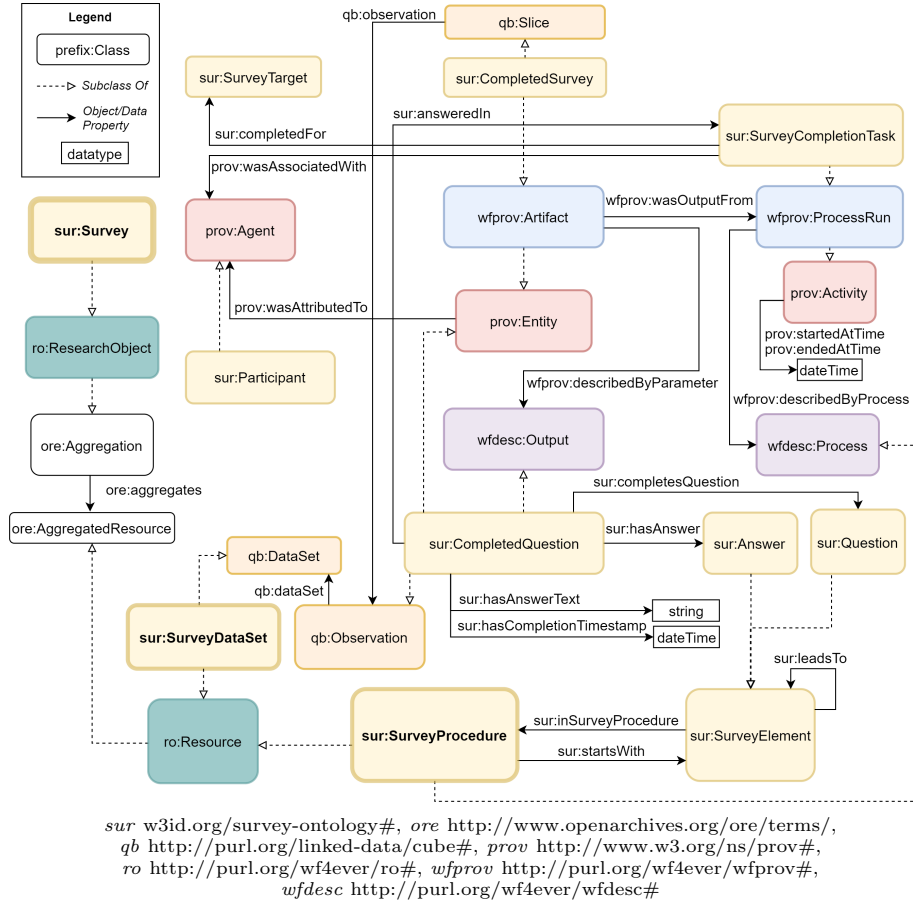 Legend
prefix:Class
Subclass Of
Object/Data
Property
datatype
qb:observation
qb:Slice
sur:SurveyTarget
sur:CompletedSurvey
sur:answeredIn
sur:completedFor
sur:SurveyCompletionTask
prov:wasAssociatedWith
sur:Survey
prov:Agent
wfprov:Artifact
wfprov:wasOutputFrom
wfprov:ProcessRun
prov:Activity
prov:wasAttributedTo
prov:Entity
prov:startedAtTime
prov:endedAtTime
dateTime
ro:ResearchObject
sur:Participant
wfprov:describedByParameter
wfprov:describedByProcess
ore:Aggregation
wfdesc:Output
wfdesc:Process
ore:aggregates
sur:completesQuestion
ore:AggregatedResource
qb:DataSet
sur:CompletedQuestion
sur:hasAnswer
sur:Answer
sur:Question
qb:dataSet
sur:hasAnswerText
string
sur:SurveyDataSet
qb:Observation
sur:hasCompletionTimestamp
dateTime
sur:leadsTo
ro:Resource
sur:SurveyProcedure
sur:inSurveyProcedure
sur:startsWith
sur:SurveyElement
sur w3id.org/survey-ontology#, ore http://www.openarchives.org/ore/terms/,
qb http://purl.org/linked-data/cube#, prov http://www.w3.org/ns/prov#,
ro http://purl.org/wf4ever/ro#, wfprov http://purl.org/wf4ever/wfprov#,
wfdesc http://purl.org/wf4ever/wfdesc#